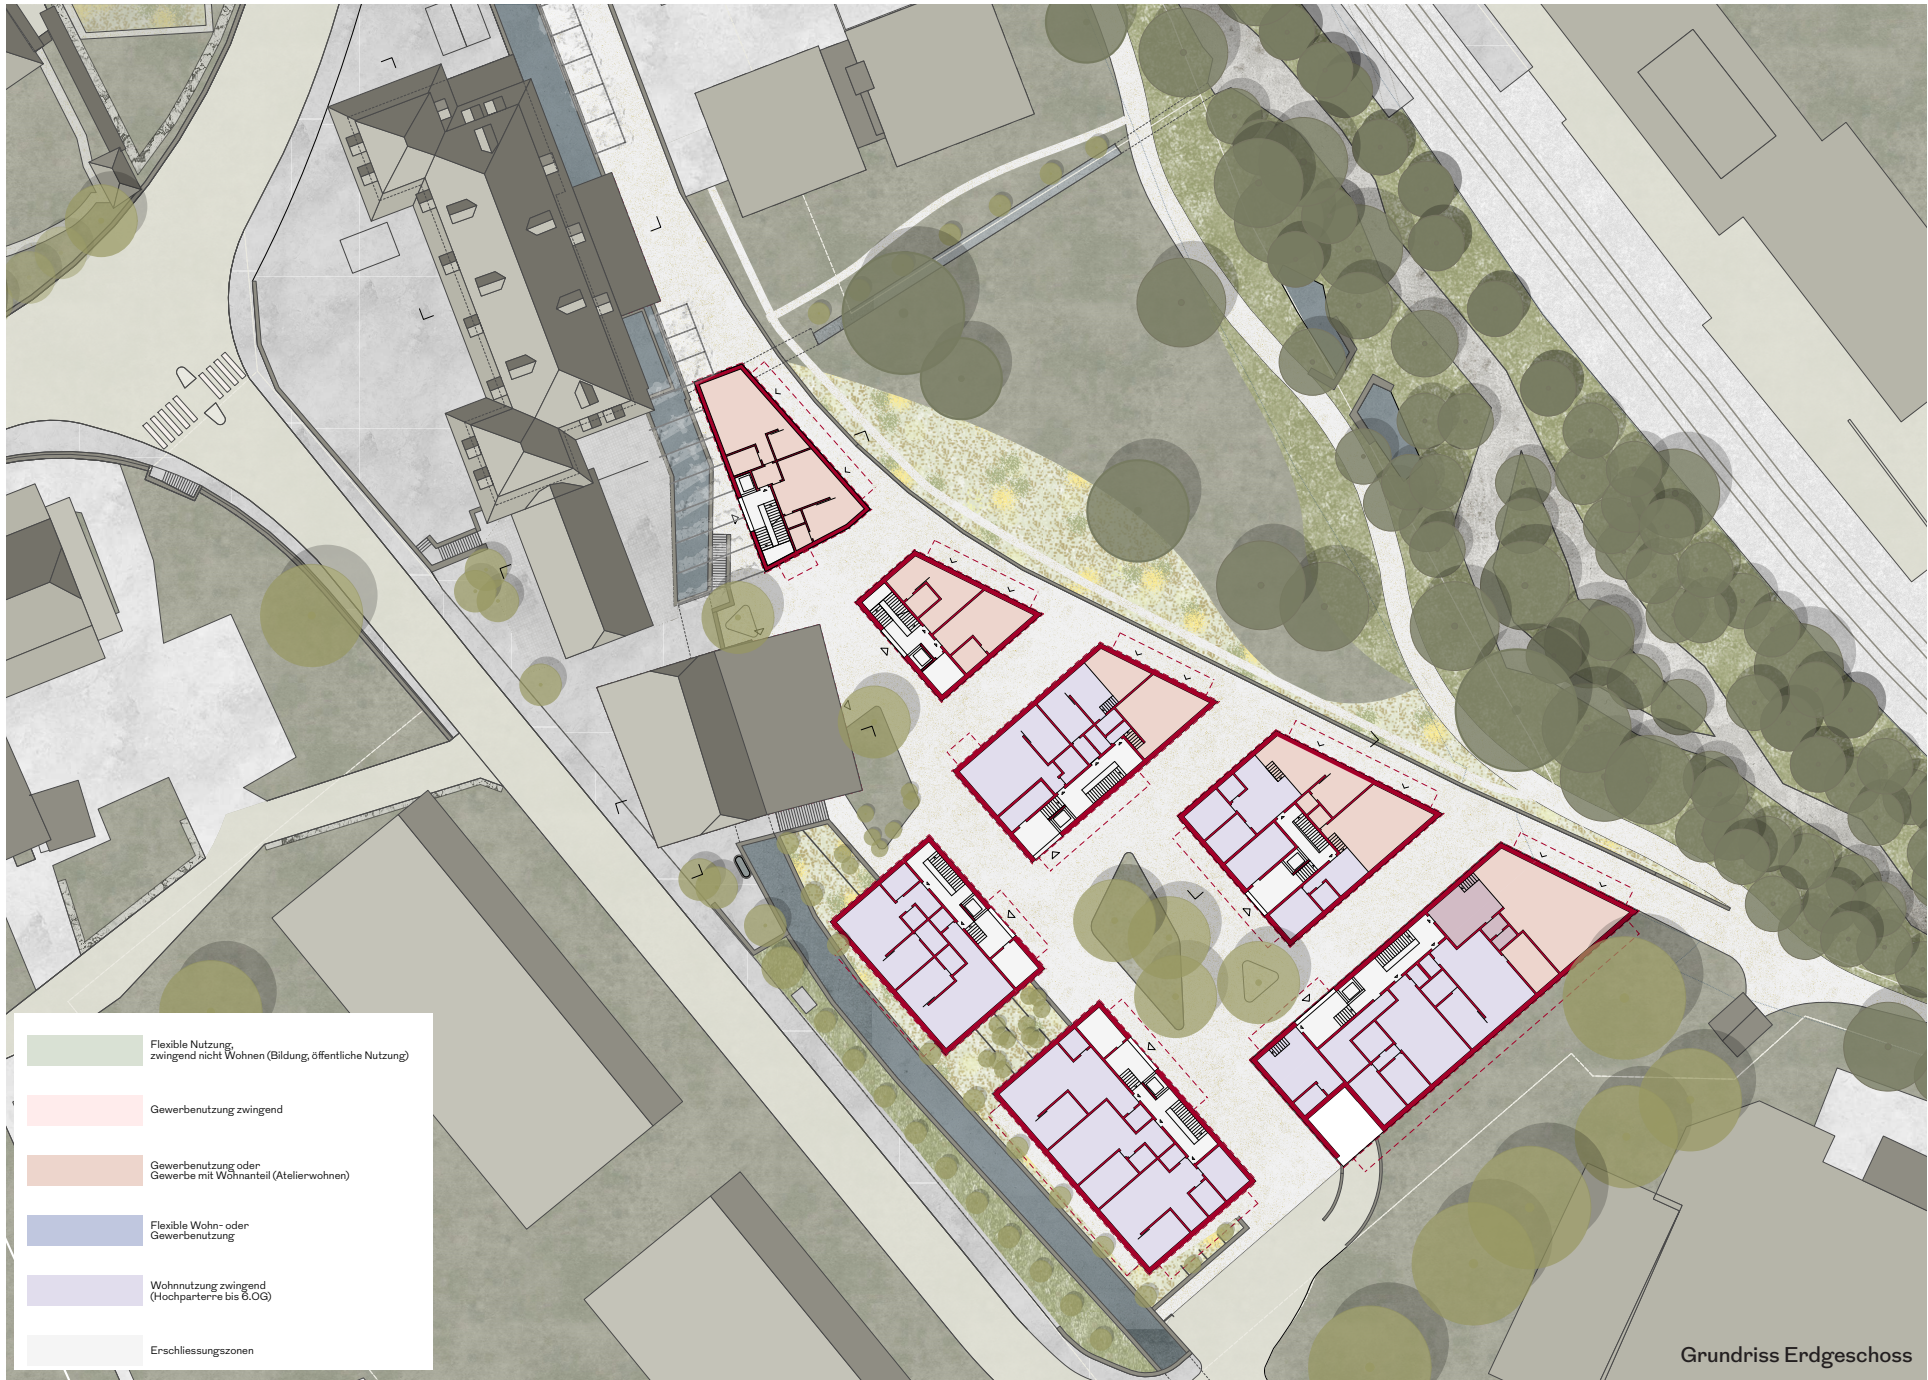 Flexible Nutzung,
zwingend nicht Wohnen (Bildung, öffentliche Nutzung)
Gewerbenutzung zwingend
Gewerbenutzung oder
Gewerbe mit Wohnanteil (Atelierwohnen)
Flexible Wohn- oder
Gewerbenutzung
Wohnnutzung zwingend
(Hochparterre bis 6.OG)
Erschliessungszonen
Grundriss Erdgeschoss